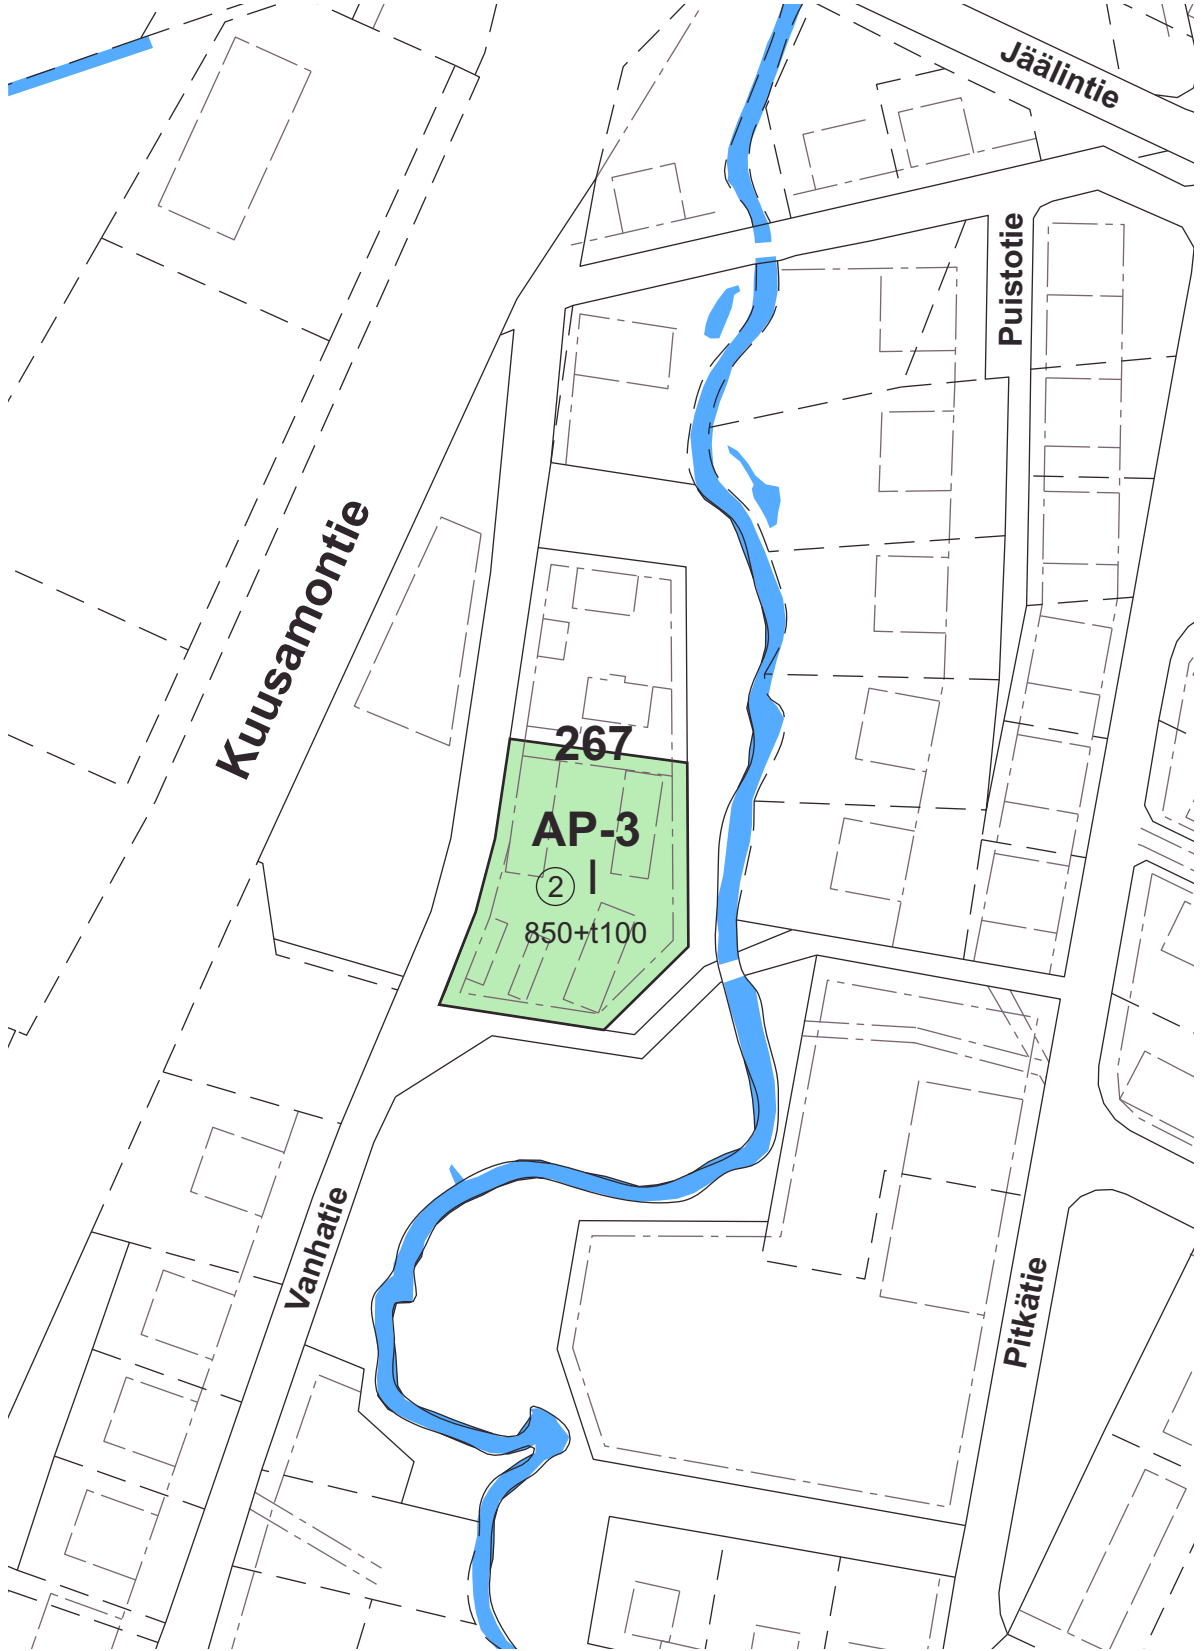 Jäälintie
Puistotie
Kuusamontie
267
AP-3
I
2
850+t100
Vanhatie
Pitkätie